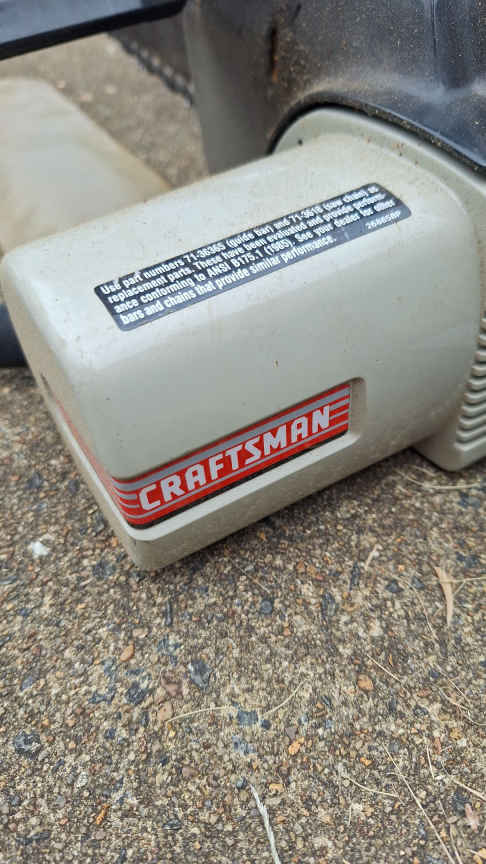 Use part numbers 71-36365 (guide bar) and 71-3618 (saw chain) as
replacement parts. These have been evaluated and provide perform-
ance conforming to ANSI B175.1 (1985). See your dealer for other
bars and chains that provide similar performance.
26885BP
CRAFTSMAN